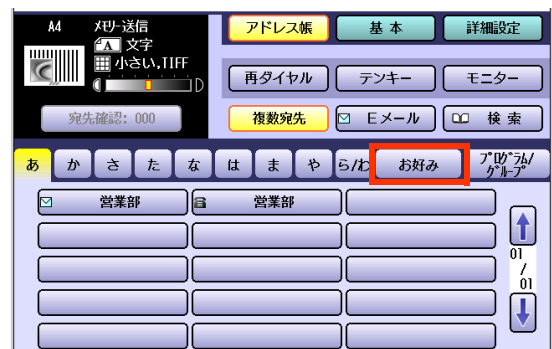 A4 メモリー送信
A 文字
小さい,TIFF
D
宛先確認: 000
アドレス帳 基本 詳細設定
再ダイヤル テンキー モニター
複数宛先 Eメール 検索
あ か さ た な は ま や ら/わ お好み プログラム/
グループ
営業部 営業部
01
/
01